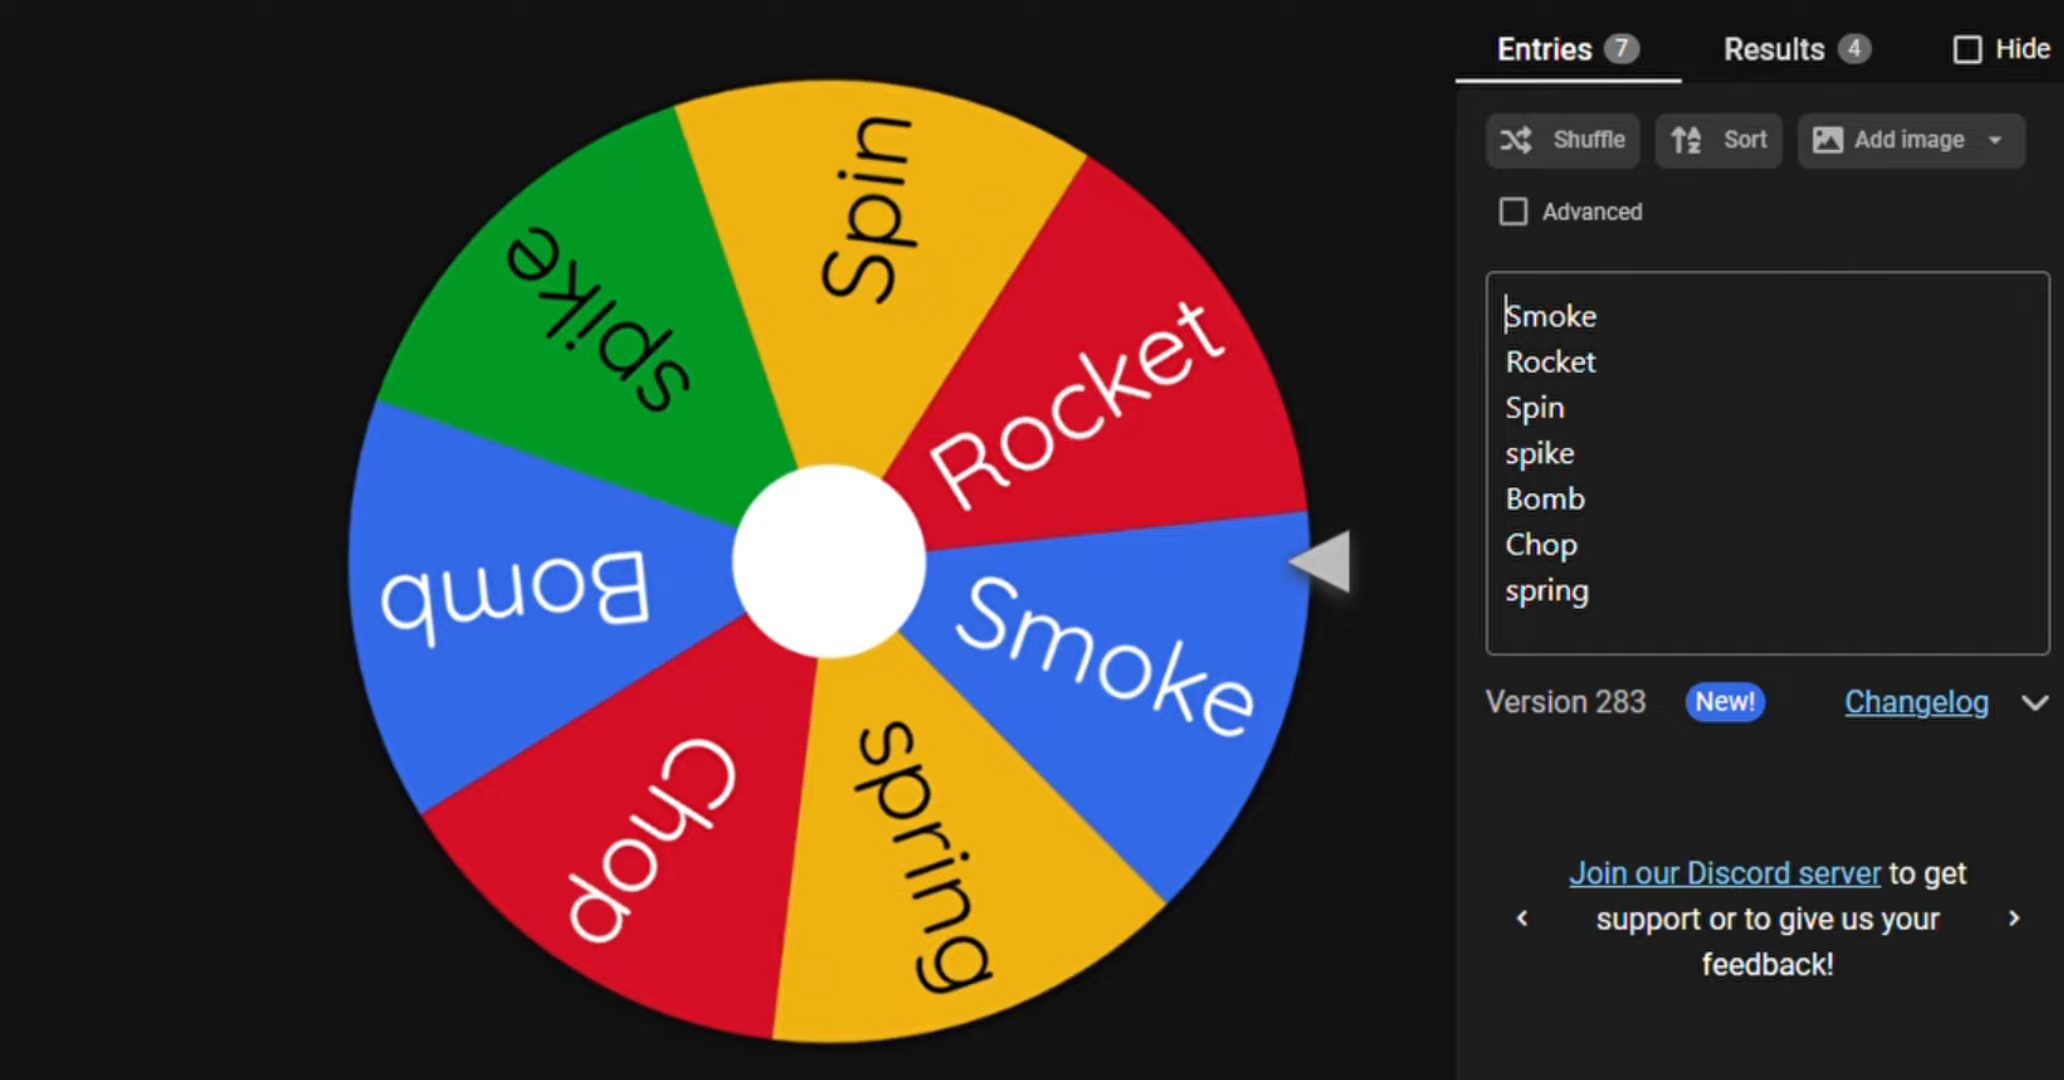 Entries 7 Results 4 Hide
Shuffle Sort Add image
Advanced
Smoke
Rocket
Spin
spike
Bomb
Chop
spring
Version 283 New! Changelog
Join our Discord server to get
support or to give us your
feedback!
Spin
Rocket
Smoke
spring
Chop
Bomb
spike